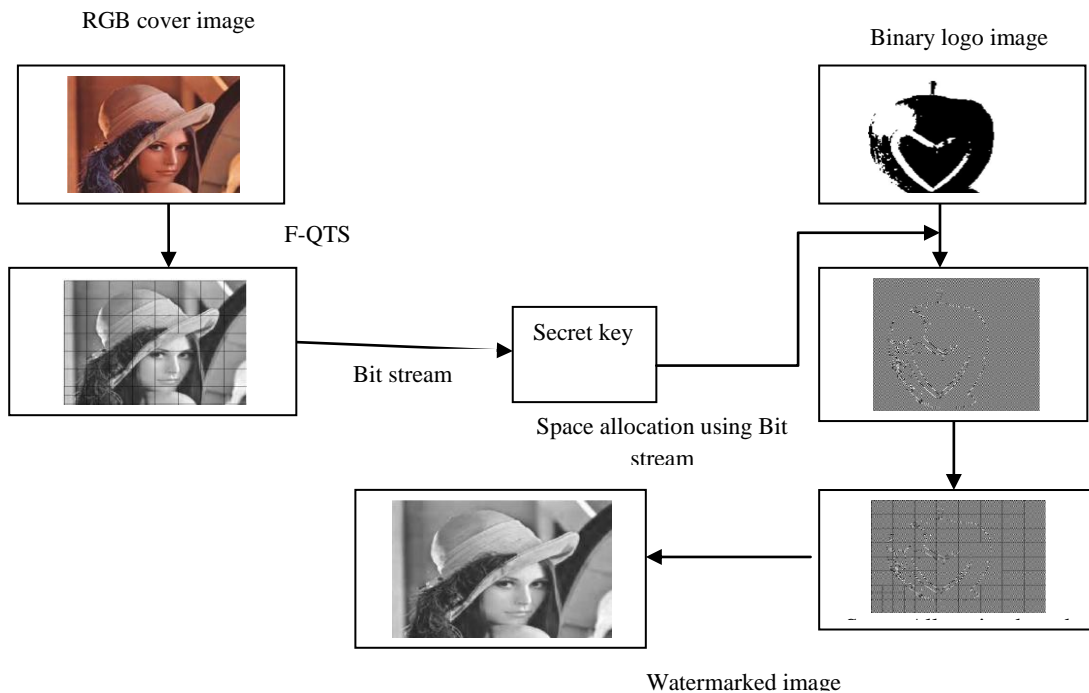 RGB cover image
Binary logo image
F-QTS
Secret key
Bit stream
Space allocation using Bit
stream
Watermarked image